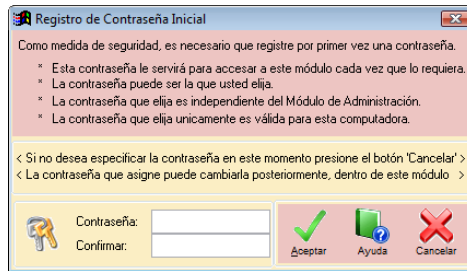 Registro de Contraseña Inicial
Como medida de seguridad, es necesario que registre por primer vez una contraseña.
* Esta contraseña le servirá para accesar a este módulo cada vez que lo requiera.
* La contraseña puede ser la que usted elija.
* La contraseña que elija es independiente del Módulo de Administración.
* La contraseña que elija unicamente es válida para esta computadora.
< Si no desea especificar la contraseña en este momento presione el botón 'Cancelar' >
< La contraseña que asigne puede cambiarla posteriormente, dentro de este módulo >
Contraseña:
Confirmar:
Aceptar Ayuda Cancelar